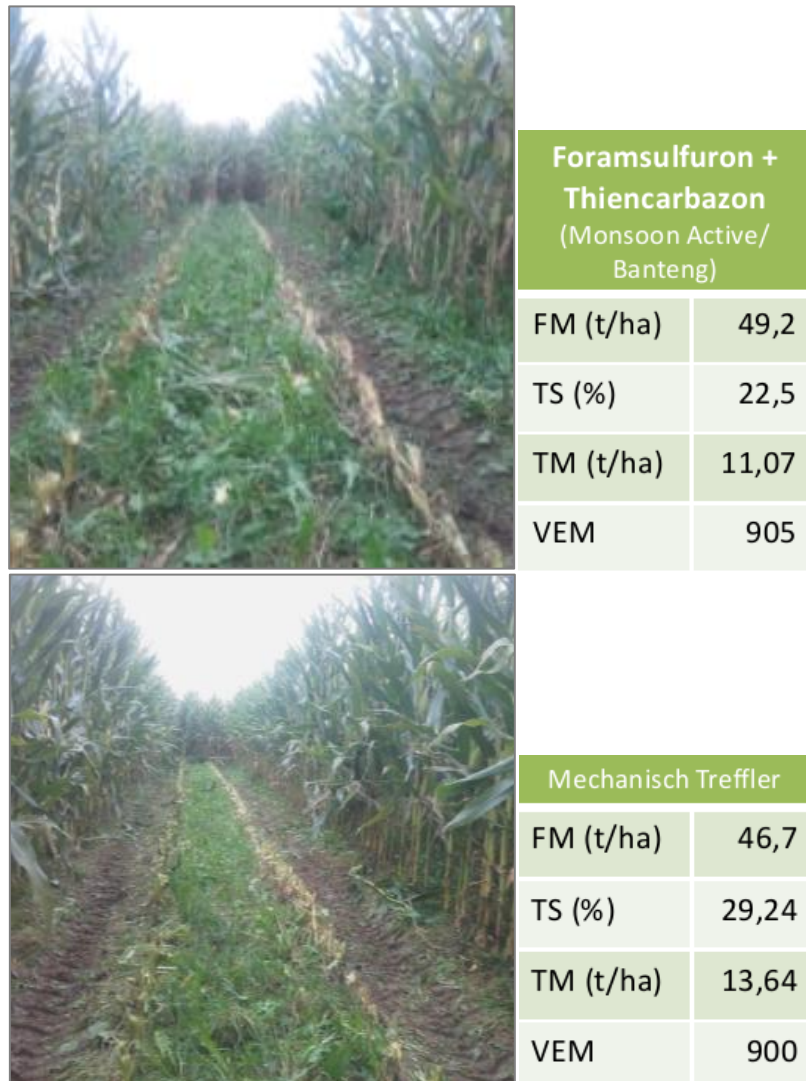 Foramsulfuron +
Thiencarbazon
(Monsoon Active/
Banteng)
FM (t/ha) 49,2
TS (%) 22,5
TM (t/ha) 11,07
VEM 905
Mechanisch Treffler
FM (t/ha) 46,7
TS (%) 29,24
TM (t/ha) 13,64
VEM 900